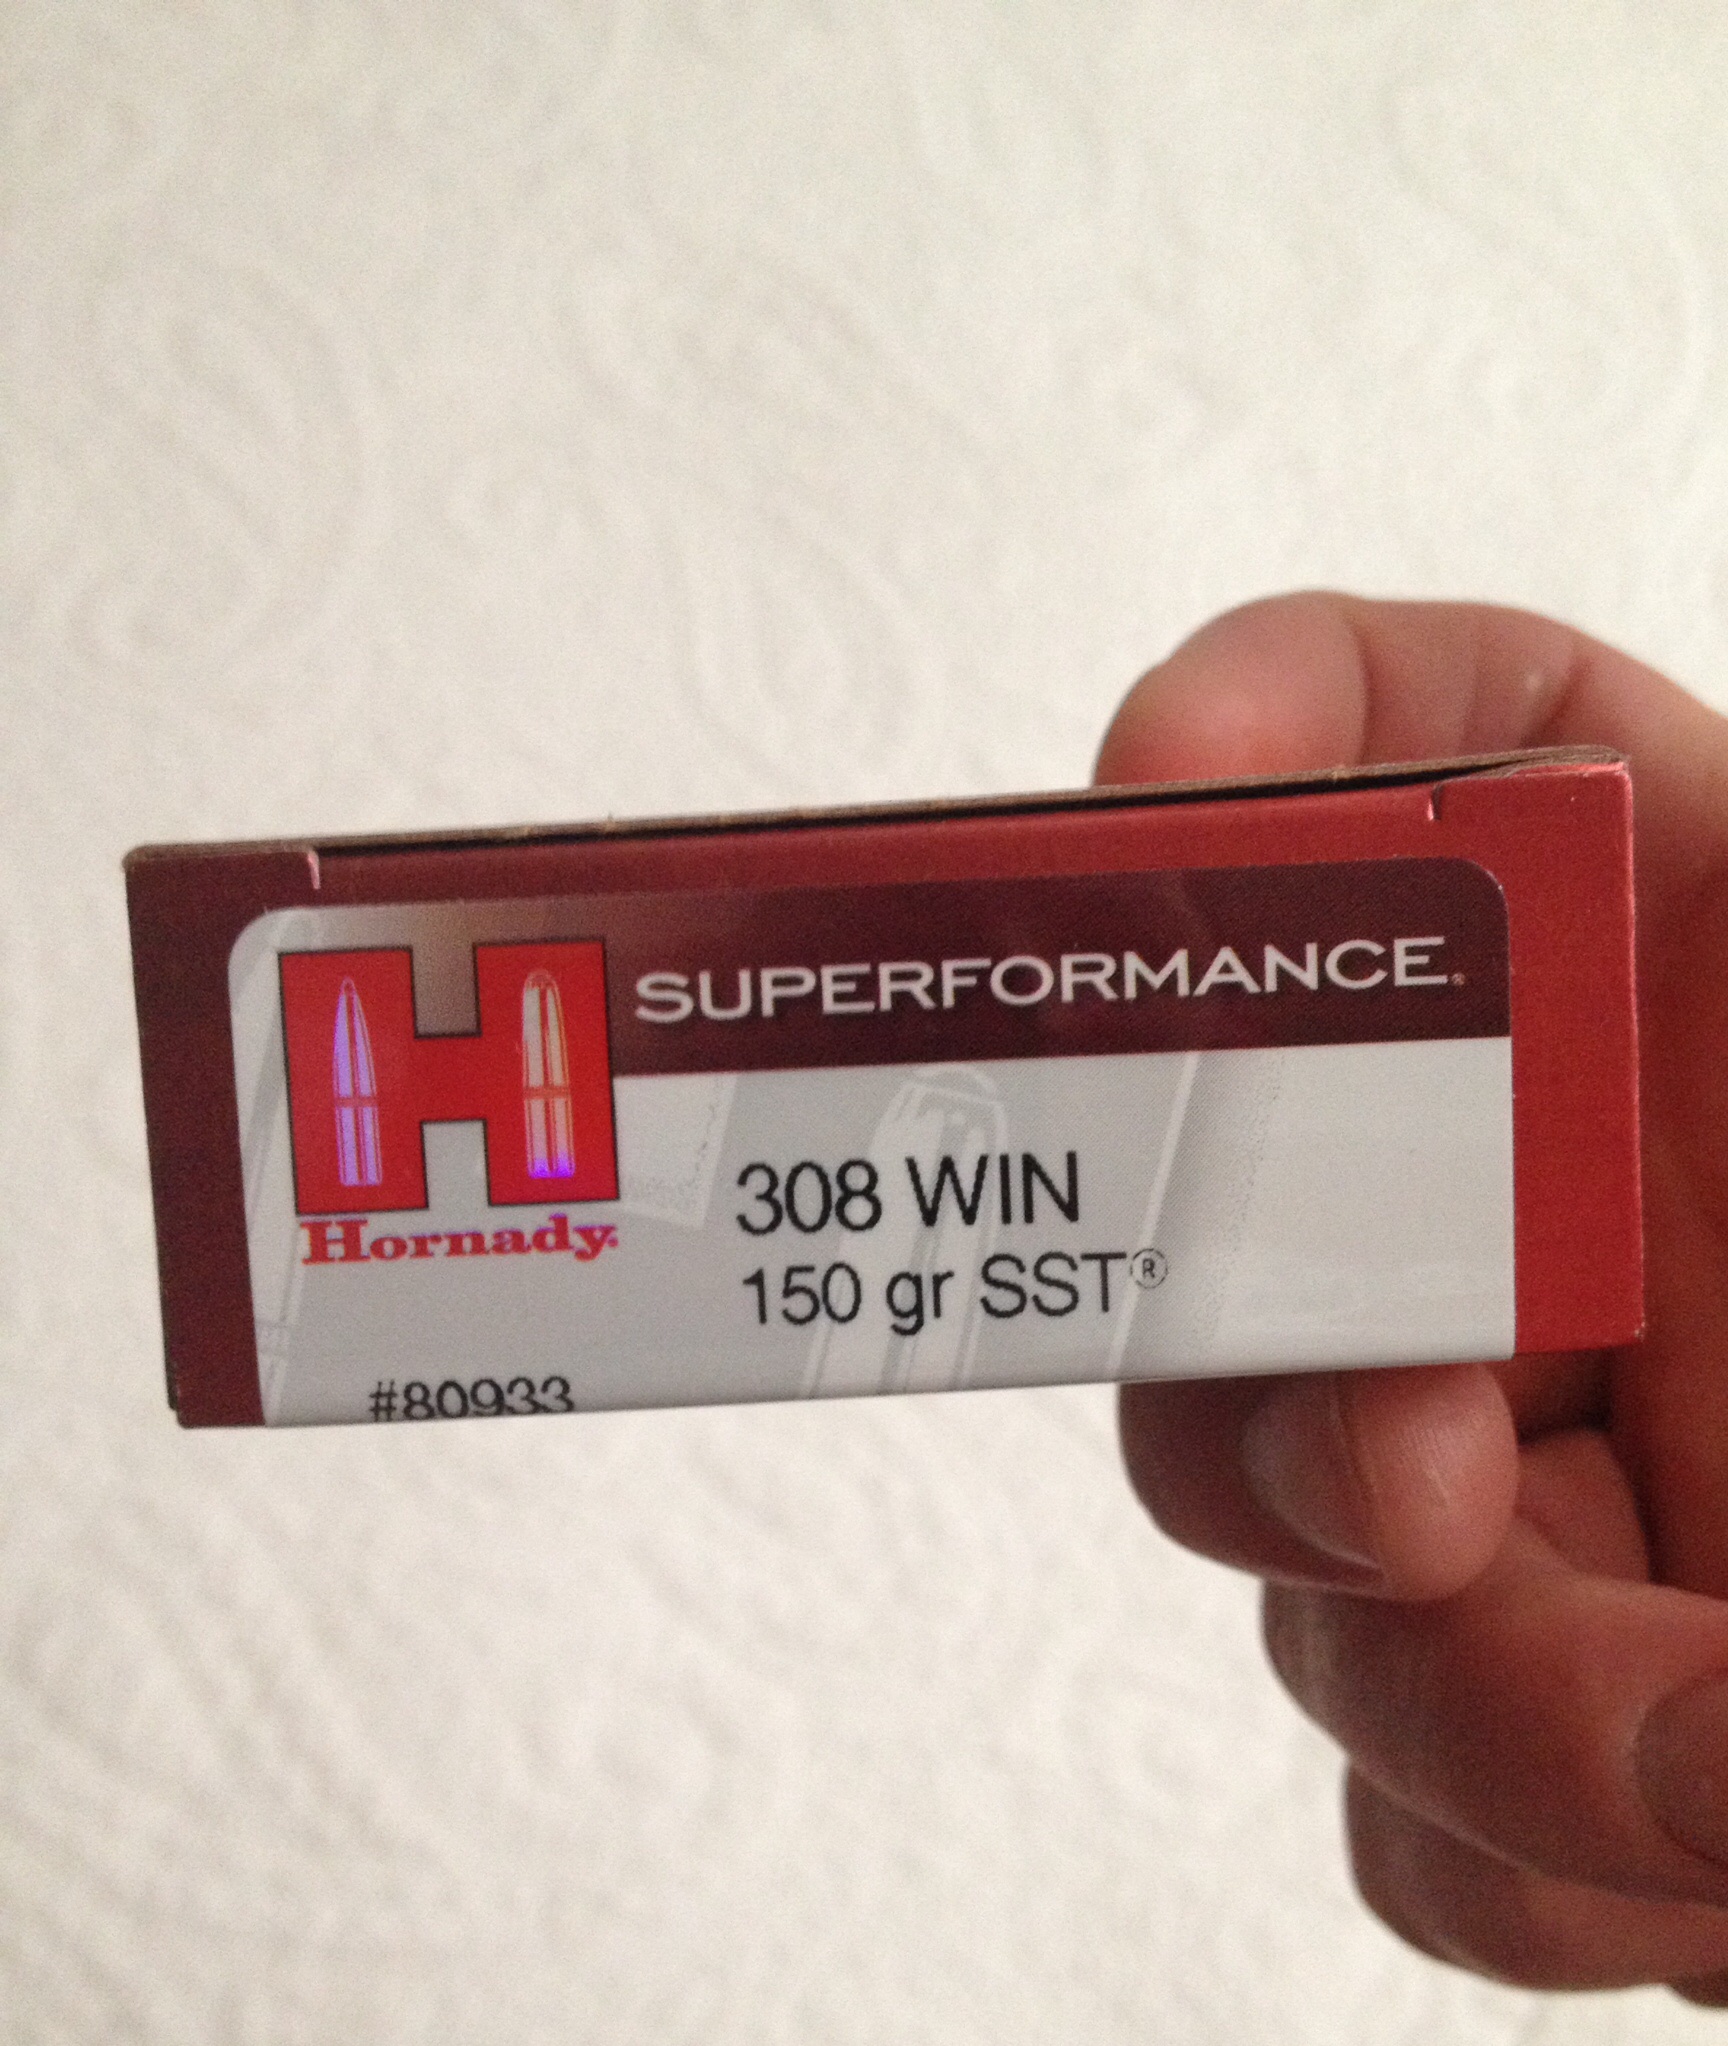 SUPERFORMANCE.
Hornady.
308 WIN
150 gr SST®
#80933